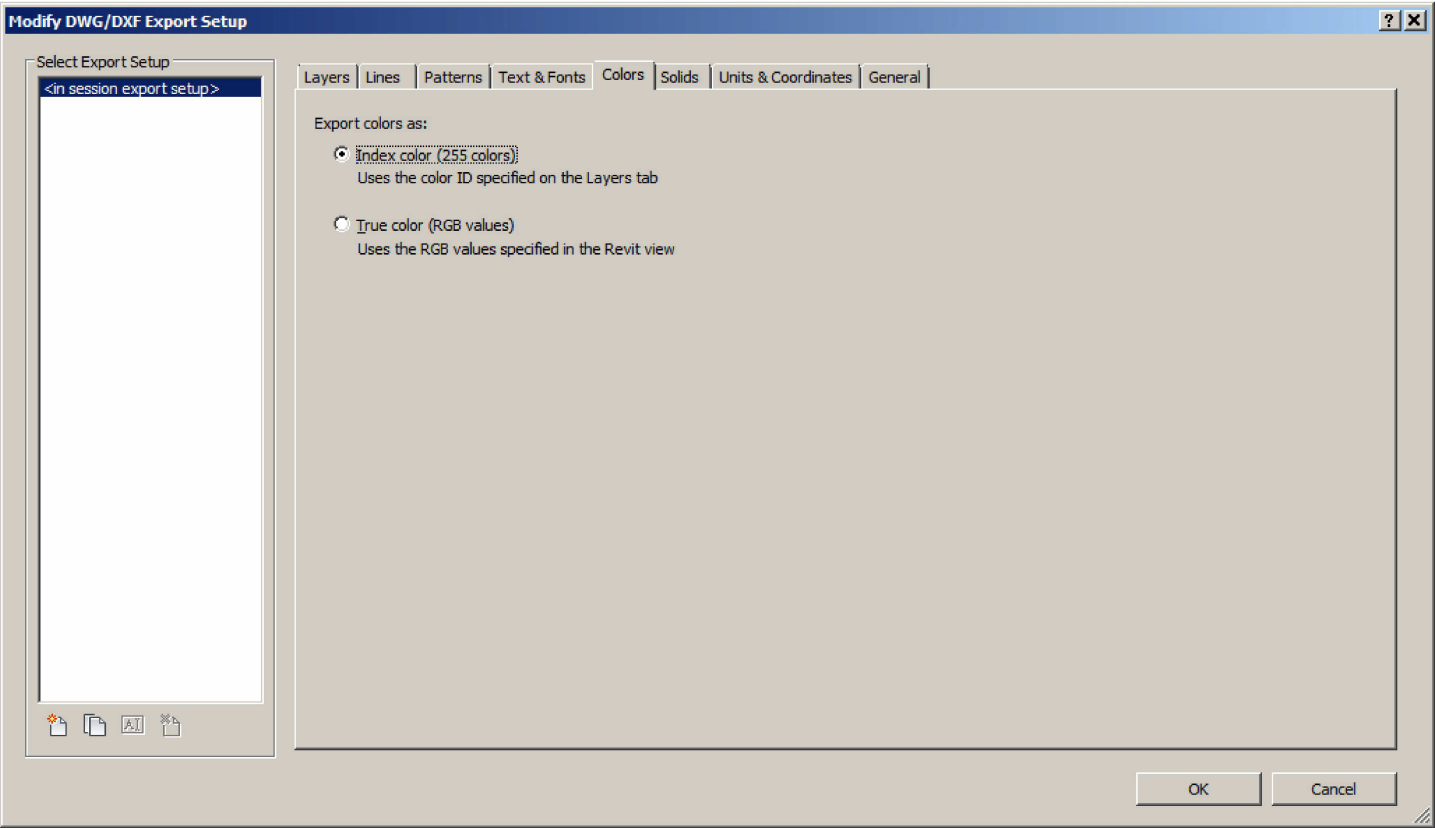 Modify DWG/DXF Export Setup
Select Export Setup
<in session export setup>
Layers Lines Patterns Text & Fonts Colors Solids Units & Coordinates General
Export colors as:
Index color (255 colors)
Uses the color ID specified on the Layers tab
True color (RGB values)
Uses the RGB values specified in the Revit view
OK Cancel